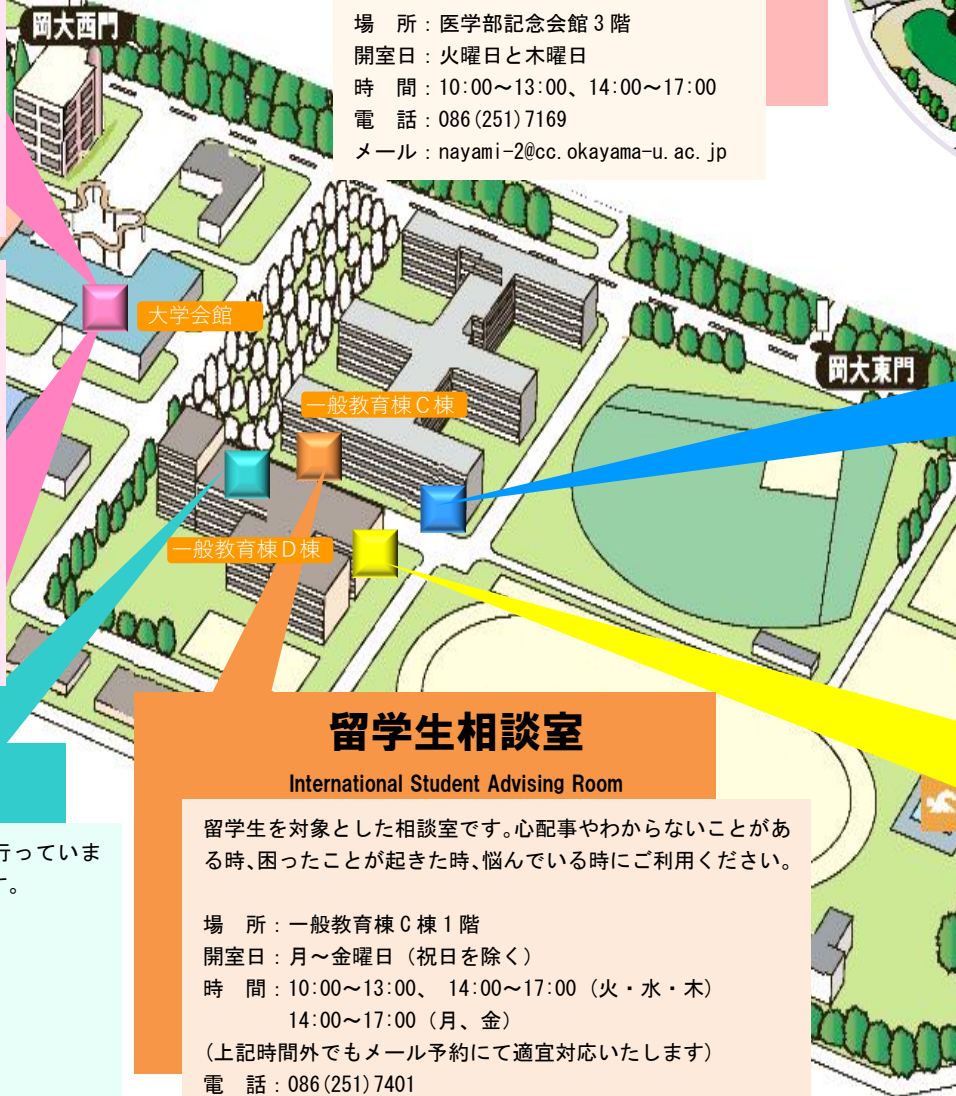 岡大西門
場　所：医学部記念会館３階
開室日：火曜日と木曜日
時　間：10:00～13:00、14:00～17:00
電　話：086(251)7169
メール：nayami-2@cc.okayama-u.ac.jp
大学会館
岡大東門
一般教育棟Ｃ棟
一般教育棟Ｄ棟
留学生相談室
International Student Advising Room
行っていま
す。
留学生を対象とした相談室です。心配事やわからないことがあ
る時、困ったことが起きた時、悩んでいる時にご利用ください。
場　所：一般教育棟Ｃ棟１階
開室日：月～金曜日（祝日を除く）
時　間：10:00～13:00、 14:00～17:00（火・水・木）
14:00～17:00（月、金）
(上記時間外でもメール予約にて適宜対応いたします)
電　話：086(251)7401